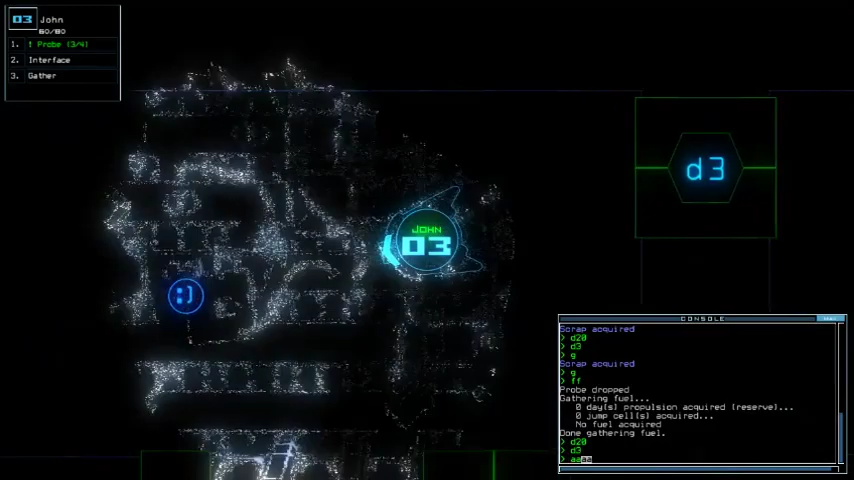 03 John
60/80
1. ↑ Probe (3/4)
2. Interface
3. Gather
d3
JOHN
03
:)
CONSOLE
Scrap acquired
> d20
> d3
> g
Scrap acquired
> g
> ff
Probe dropped
Gathering fuel...
0 day(s) propulsion acquired (reserve)...
0 jump cell(s) acquired...
No fuel acquired
Done gathering fuel.
> d20
> d3
> aaaa